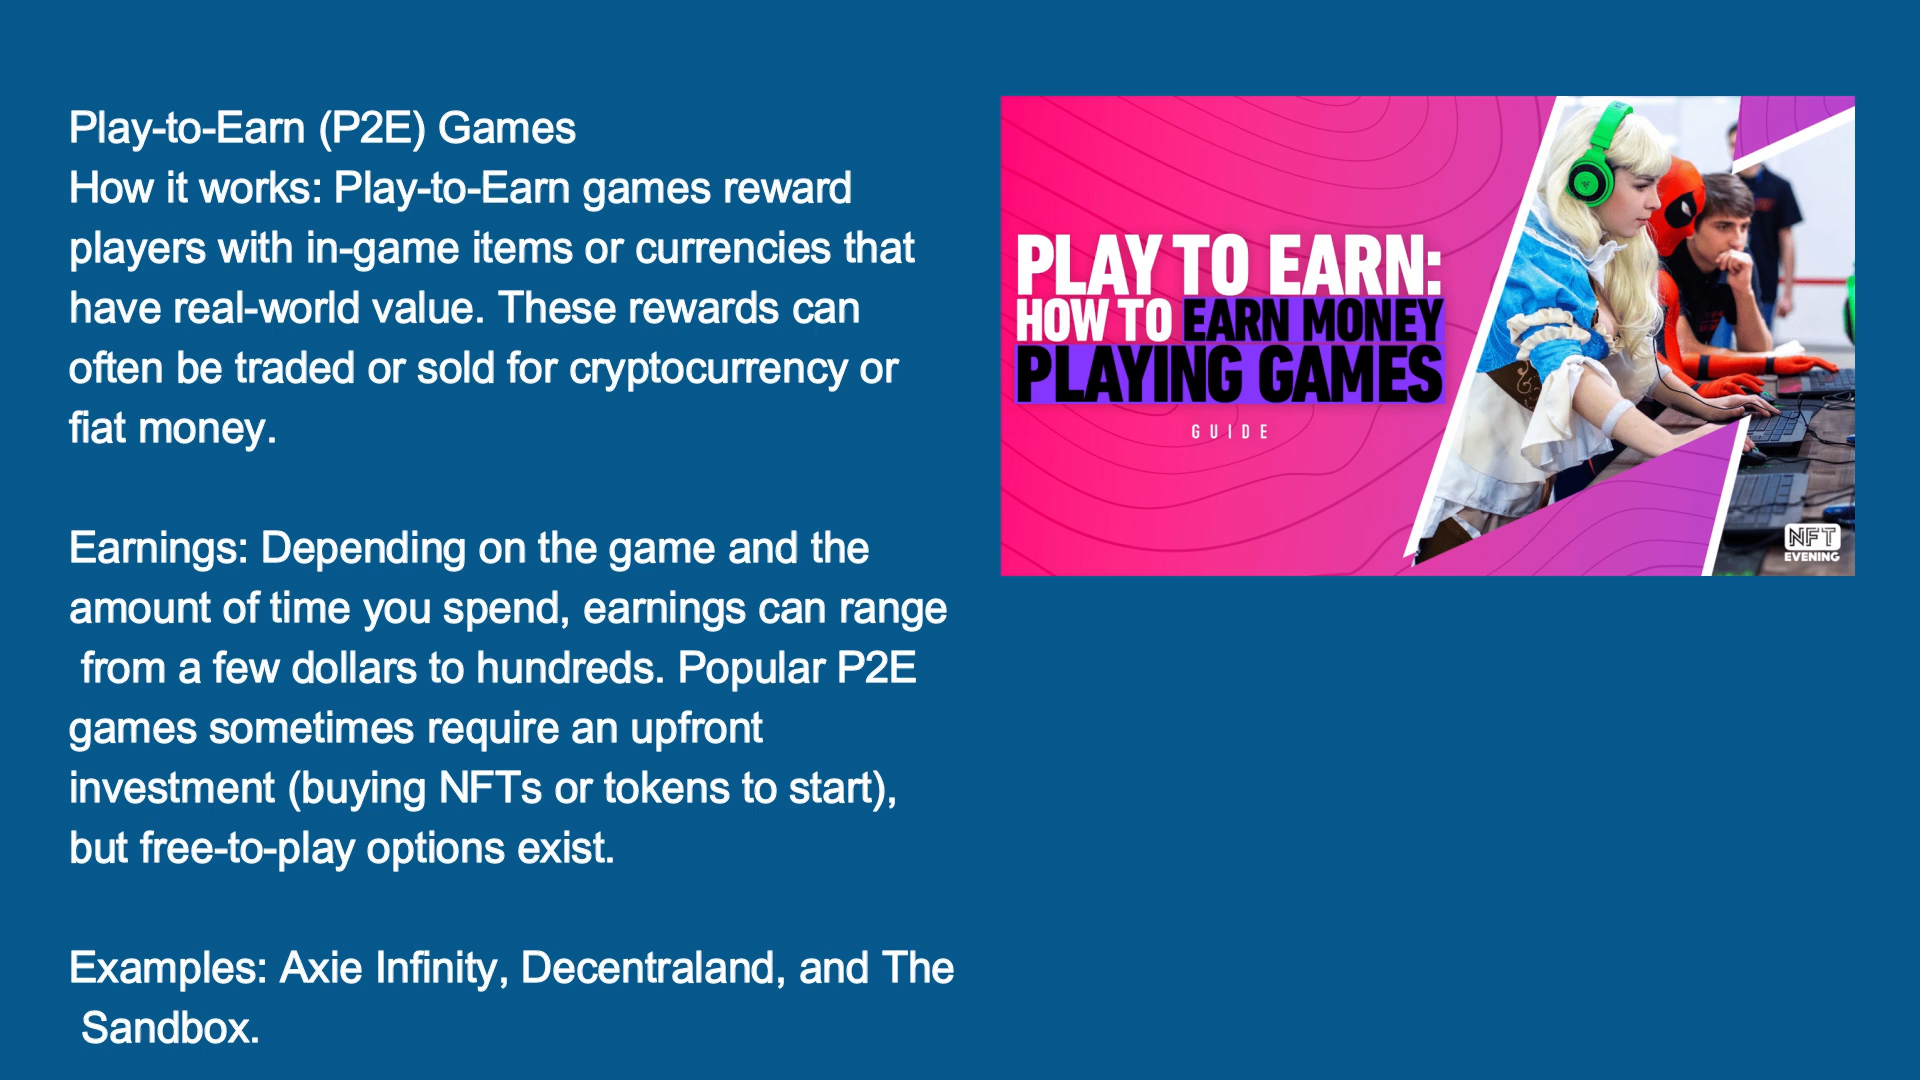 Play-to-Earn (P2E) Games
How it works: Play-to-Earn games reward
players with in-game items or currencies that
have real-world value. These rewards can
often be traded or sold for cryptocurrency or
fiat money.
Earnings: Depending on the game and the
amount of time you spend, earnings can range
from a few dollars to hundreds. Popular P2E
games sometimes require an upfront
investment (buying NFTs or tokens to start),
but free-to-play options exist.
Examples: Axie Infinity, Decentraland, and The
Sandbox.
PLAY TO EARN:
HOW TO EARN MONEY
PLAYING GAMES
GUIDE
NFT
EVENING